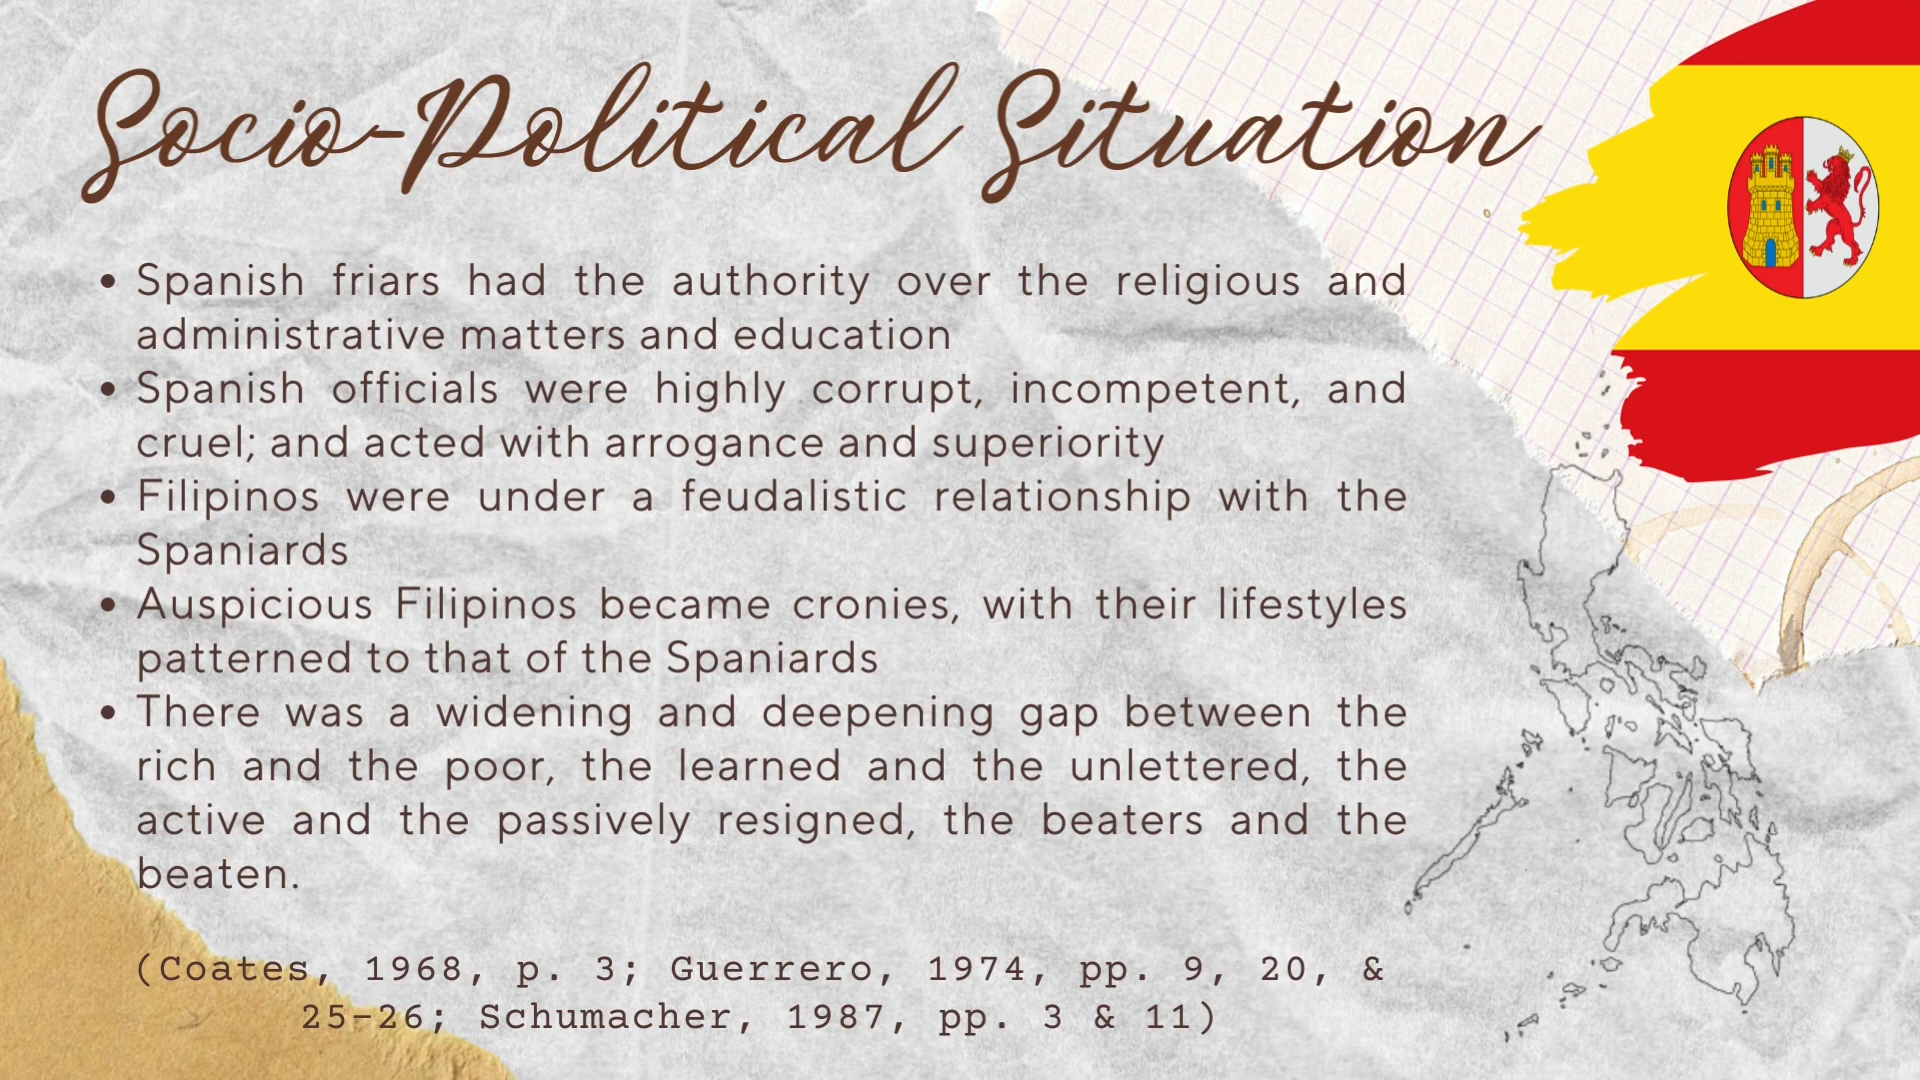 Socio-Political Situation
• Spanish friars had the authority over the religious and
administrative matters and education
• Spanish officials were highly corrupt, incompetent, and
cruel; and acted with arrogance and superiority
• Filipinos were under a feudalistic relationship with the
Spaniards
• Auspicious Filipinos became cronies, with their lifestyles
patterned to that of the Spaniards
• There was a widening and deepening gap between the
rich and the poor, the learned and the unlettered, the
active and the passively resigned, the beaters and the
beaten.
(Coates, 1968, p. 3; Guerrero, 1974, pp. 9, 20, &
25-26; Schumacher, 1987, pp. 3 & 11)